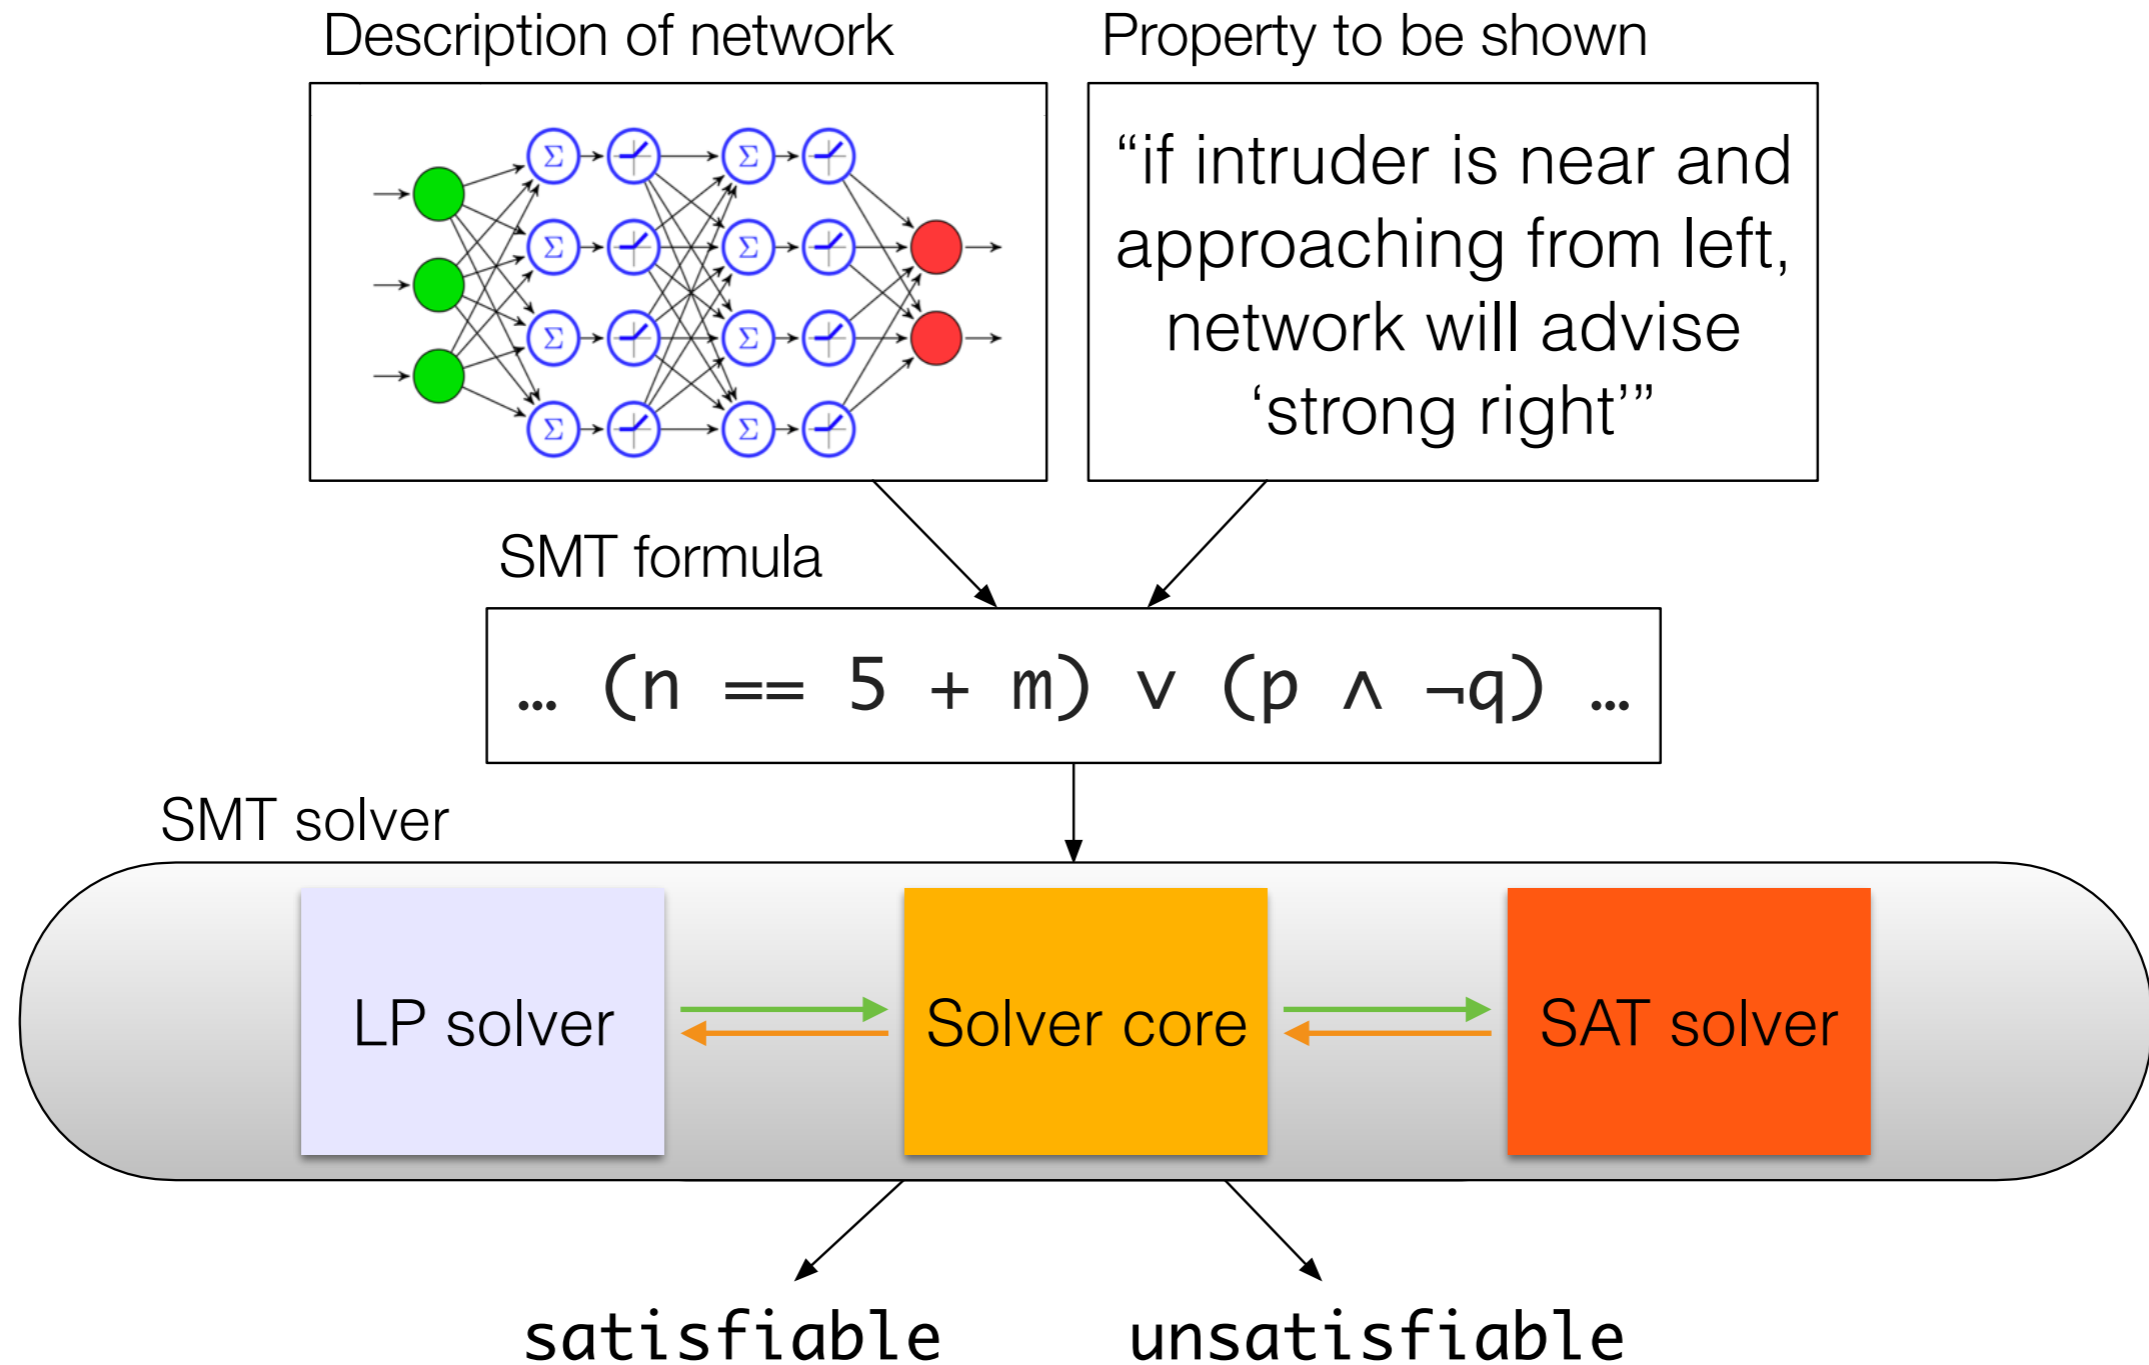 Description of network
Property to be shown
Σ Σ
Σ Σ
Σ Σ
Σ Σ
“if intruder is near and
approaching from left,
network will advise
‘strong right’”
SMT formula
… (n == 5 + m) ∨ (p ∧ ¬q) …
SMT solver
LP solver
Solver core
SAT solver
satisfiable
unsatisfiable